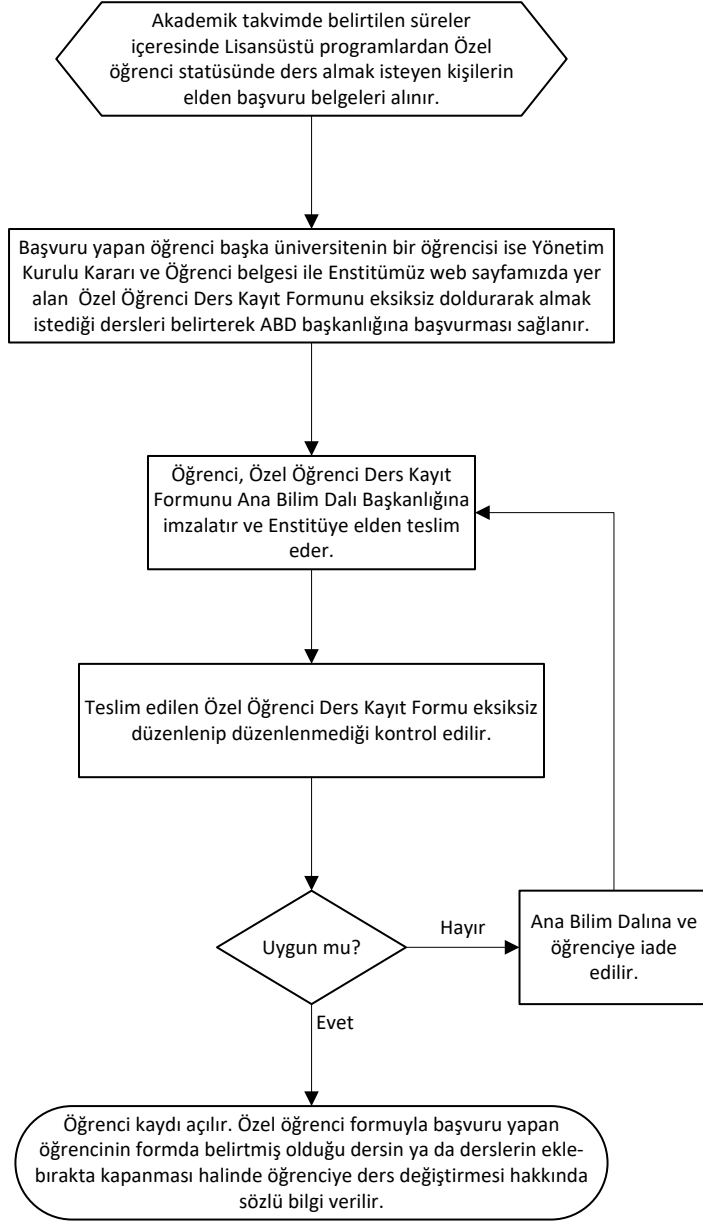 Akademik takvimde belirtilen süreler
içeresinde Lisansüstü programlardan Özel
öğrenci statüsünde ders almak isteyen kişilerin
elden başvuru belgeleri alınır.
Başvuru yapan öğrenci başka üniversitenin bir öğrencisi ise Yönetim
Kurulu Kararı ve Öğrenci belgesi ile Enstitümüz web sayfamızda yer
alan Özel Öğrenci Ders Kayıt Formunu eksiksiz doldurarak almak
istediği dersleri belirterek ABD başkanlığına başvurması sağlanır.
Öğrenci, Özel Öğrenci Ders Kayıt
Formunu Ana Bilim Dalı Başkanlığına
imzalatır ve Enstitüye elden teslim
eder.
Teslim edilen Özel Öğrenci Ders Kayıt Formu eksiksiz
düzenlenip düzenlenmediği kontrol edilir.
Uygun mu?
Hayır
Ana Bilim Dalına ve
öğrenciye iade
edilir.
Evet
Öğrenci kaydı açılır. Özel öğrenci formuyla başvuru yapan
öğrencinin formda belirtmiş olduğu dersin ya da derslerin ekle-
bırakta kapanması halinde öğrenciye ders değiştirmesi hakkında
sözlü bilgi verilir.